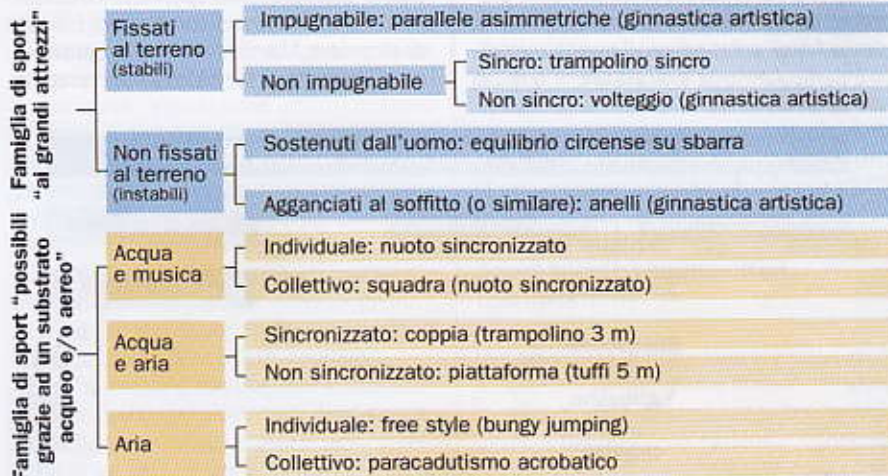 Famiglia di sport
"ai grandi attrezzi"
Fissati
al terreno
(stabili)
Impugnabile: parallele asimmetriche (ginnastica artistica)
Non impugnabile
Sincro: trampolino sincro
Non sincro: volteggio (ginnastica artistica)
Non fissati
al terreno
(instabili)
Sostenuti dall'uomo: equilibrio circense su sbarra
Agganciati al soffitto (o similare): anelli (ginnastica artistica)
Famiglia di sport "possibili
grazie ad un substrato
acqueo e/o aereo"
Acqua
e musica
Individuale: nuoto sincronizzato
Collettivo: squadra (nuoto sincronizzato)
Acqua
e aria
Sincronizzato: coppia (trampolino 3 m)
Non sincronizzato: piattaforma (tuffi 5 m)
Aria
Individuale: free style (bungy jumping)
Collettivo: paracadutismo acrobatico